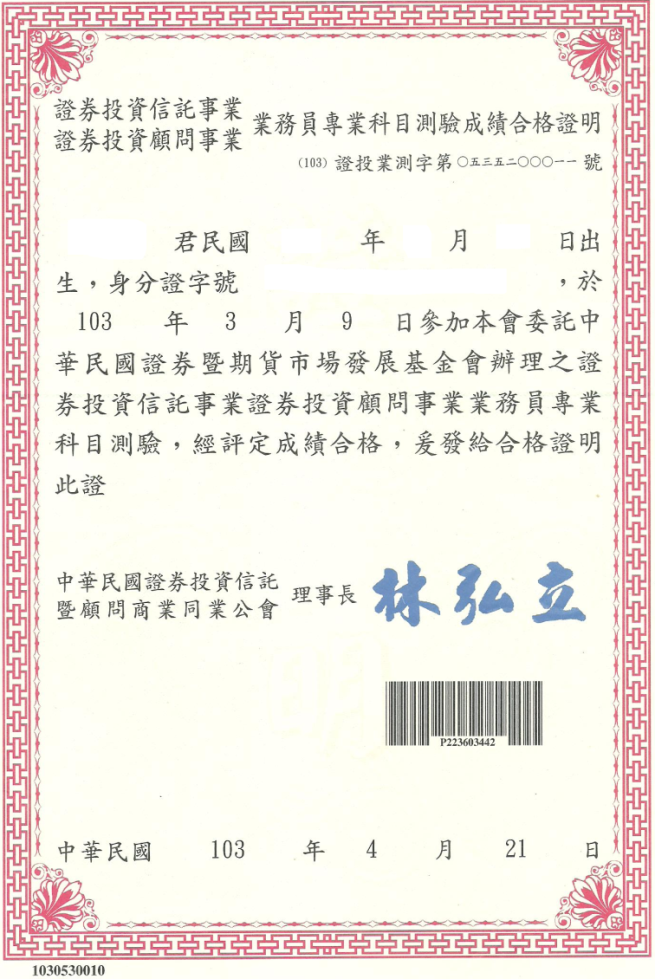 證券投資信託事業
證券投資顧問事業 業務員專業科目測驗成績合格證明
(103) 證投業測字第○五三五二○○○一一號
君民國 年 月 日出
生，身分證字號 ，於
103 年 3 月 9 日參加本會委託中
華民國證券暨期貨市場發展基金會辦理之證
券投資信託事業證券投資顧問事業業務員專業
科目測驗，經評定成績合格，爰發給合格證明
此證
中華民國證券投資信託
暨顧問商業同業公會 理事長 林弘立
P223603442
中華民國 103 年 4 月 21 日
1030530010